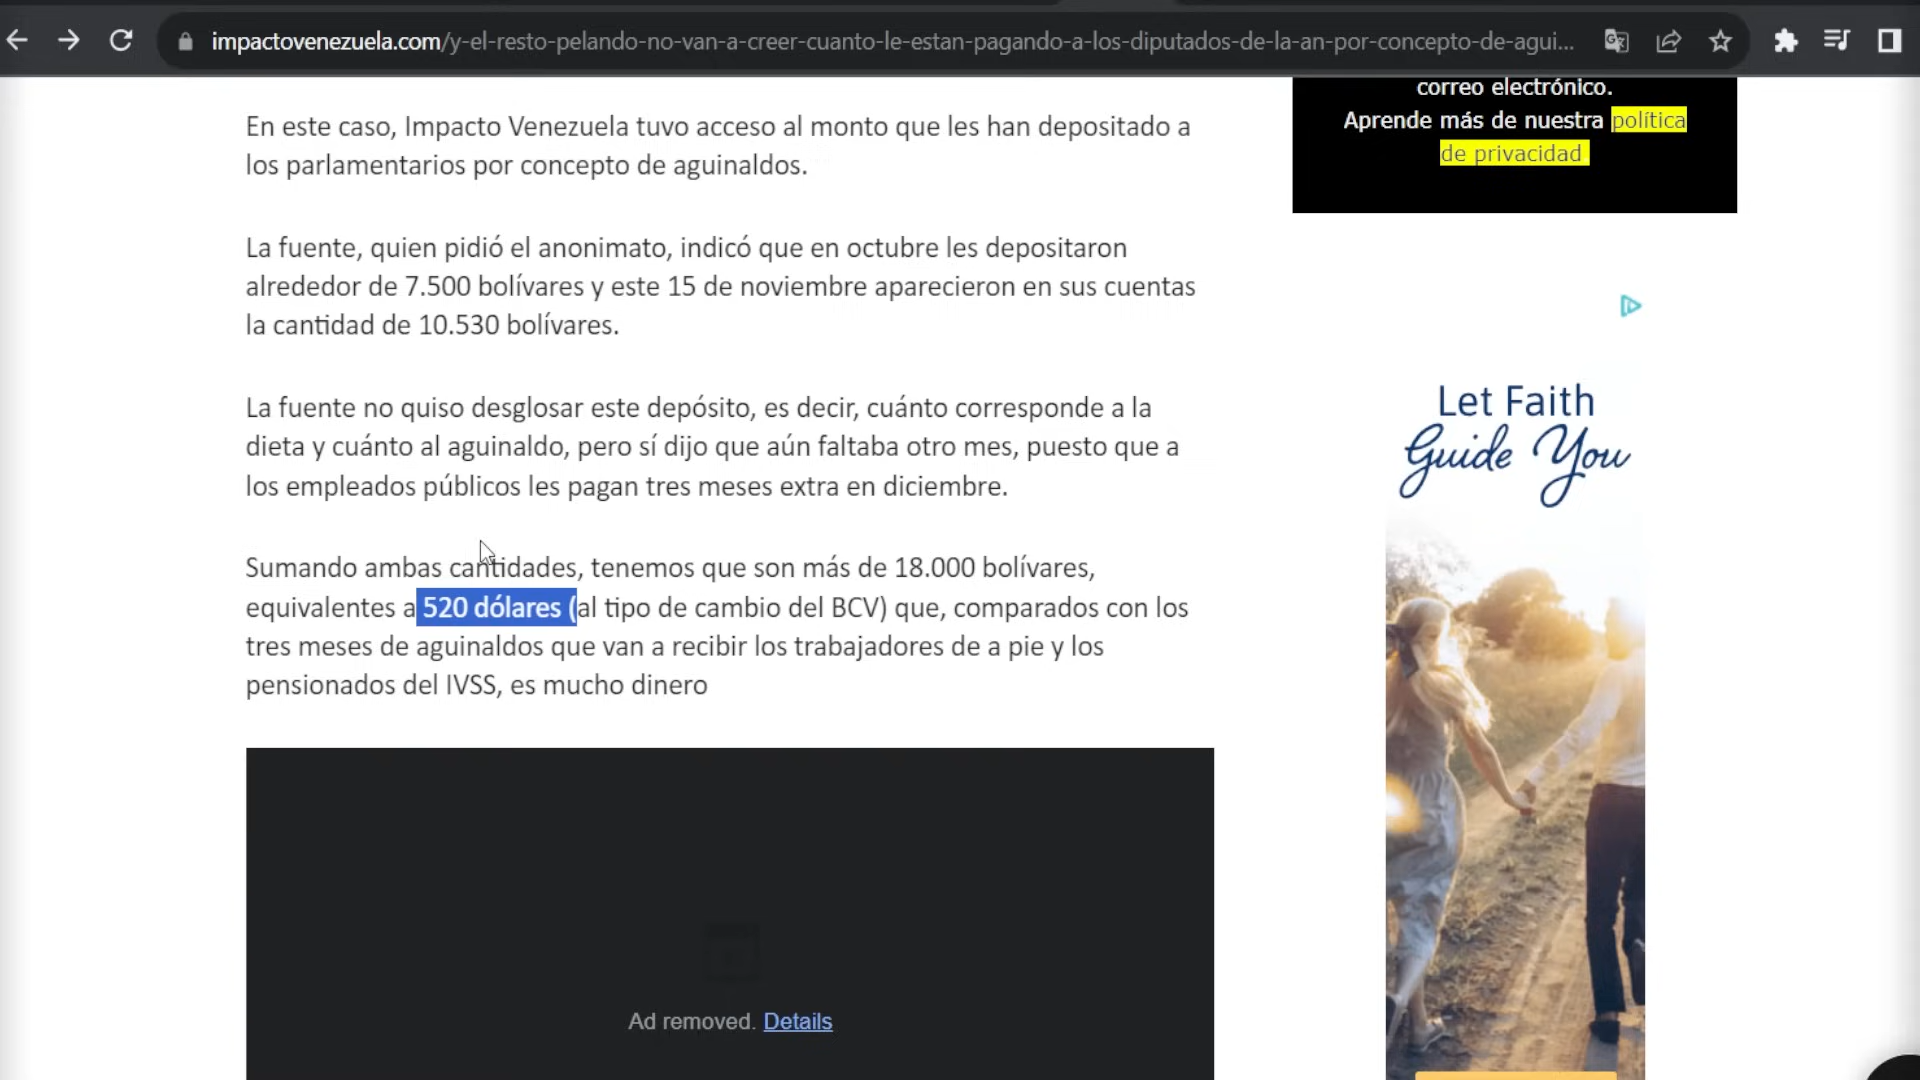 impactovenezuela.com/y-el-resto-pelando-no-van-a-creer-cuanto-le-estan-pagando-a-los-diputados-de-la-an-por-concepto-de-agui...
correo electrónico.
Aprende más de nuestra política
de privacidad
En este caso, Impacto Venezuela tuvo acceso al monto que les han depositado a
los parlamentarios por concepto de aguinaldos.
La fuente, quien pidió el anonimato, indicó que en octubre les depositaron
alrededor de 7.500 bolívares y este 15 de noviembre aparecieron en sus cuentas
la cantidad de 10.530 bolívares.
La fuente no quiso desglosar este depósito, es decir, cuánto corresponde a la
dieta y cuánto al aguinaldo, pero sí dijo que aún faltaba otro mes, puesto que a
los empleados públicos les pagan tres meses extra en diciembre.
Sumando ambas cantidades, tenemos que son más de 18.000 bolívares,
equivalentes a 520 dólares (al tipo de cambio del BCV) que, comparados con los
tres meses de aguinaldos que van a recibir los trabajadores de a pie y los
pensionados del IVSS, es mucho dinero
Ad removed. Details
Let Faith
Guide You